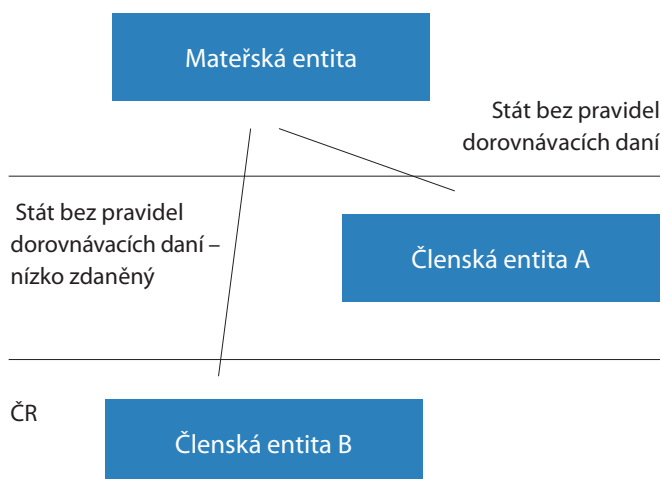 Mateřská entita
Stát bez pravidel
dorovnávacích daní
Stát bez pravidel
dorovnávacích daní –
nízko zdaněný
Členská entita A
ČR
Členská entita B